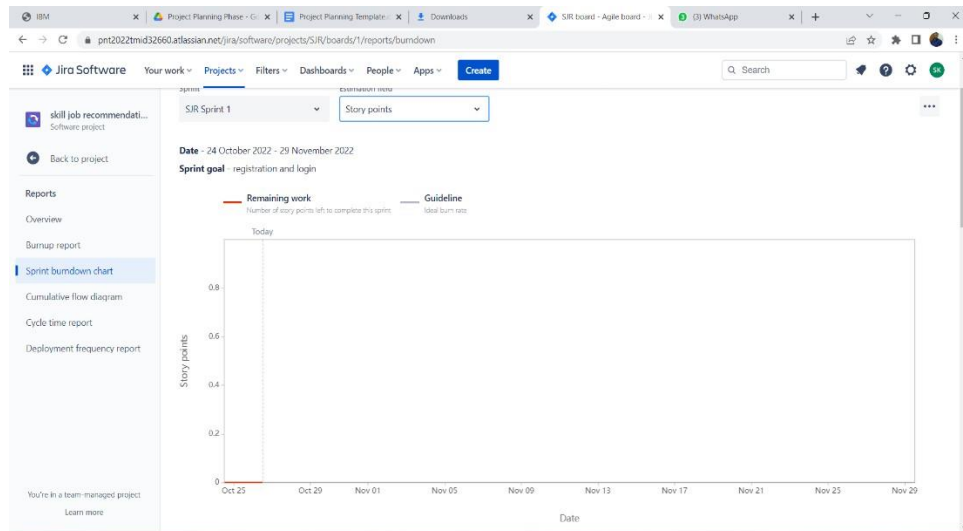 IBM
Project Planning Phase - Go
Project Planning Template.
Downloads
SJR board - Agile board - J
(3) WhatsApp
pnt2022tmid32660.atlassian.net/jira/software/projects/SJR/boards/1/reports/burndown
Jira Software
Your work
Projects
Filters
Dashboards
People
Apps
Create
Search
SK
skill job recommendati...
Software project
Back to project
Reports
Overview
Burnup report
Sprint burndown chart
Cumulative flow diagram
Cycle time report
Deployment frequency report
You're in a team-managed project
Learn more
Sprint
Estimation field
SJR Sprint 1
Story points
Date - 24 October 2022 - 29 November 2022
Sprint goal - registration and login
Remaining work
Number of story points left to complete this sprint
Guideline
Ideal burn rate
Today
Story points
0.8
0.6
0.4
0.2
0
Oct 25
Oct 29
Nov 01
Nov 05
Nov 09
Nov 13
Nov 17
Nov 21
Nov 25
Nov 29
Date